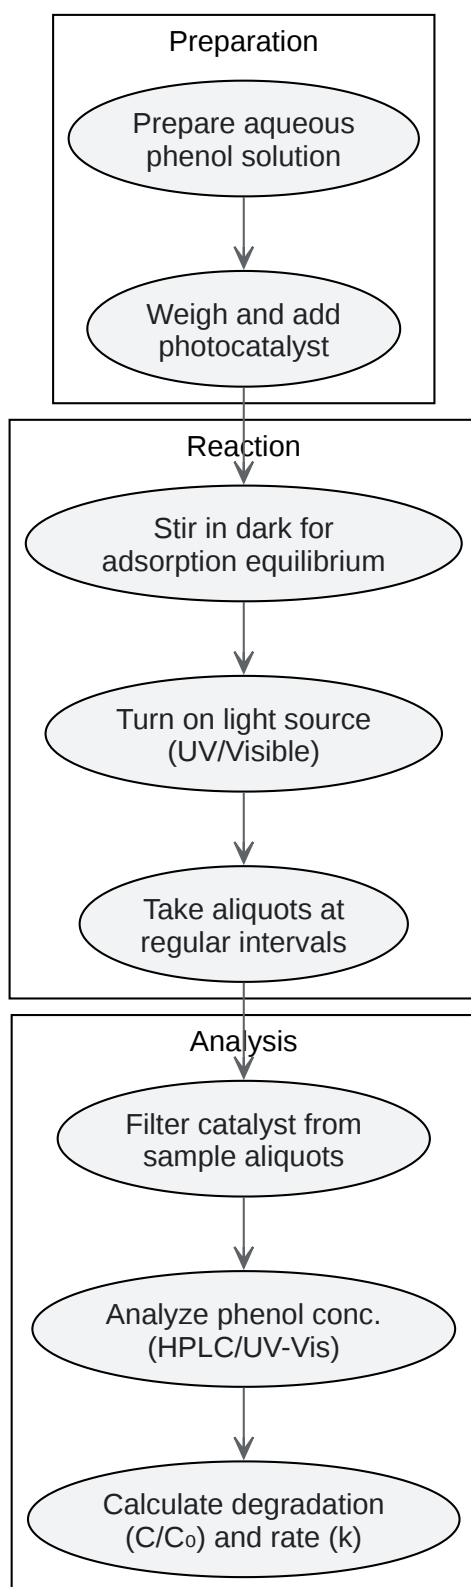 Preparation
Prepare aqueous
phenol solution
Weigh and add
photocatalyst
Reaction
Stir in dark for
adsorption equilibrium
Turn on light source
(UV/Visible)
Take aliquots at
regular intervals
Analysis
Filter catalyst from
sample aliquots
Analyze phenol conc.
(HPLC/UV-Vis)
Calculate degradation
(C/C₀) and rate (k)